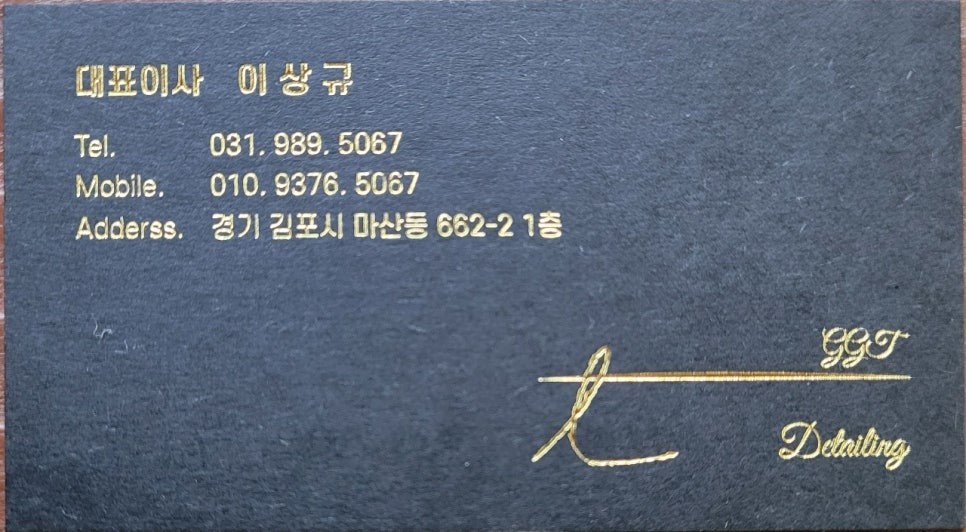 대표이사 이상규
Tel. 031. 989. 5067
Mobile. 010. 9376. 5067
Adderss. 경기 김포시 마산동 662-2 1층
GGT
Detailing